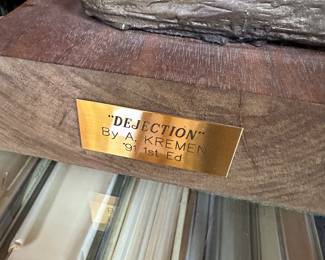 "DEJECTION"
By A. KREMEN
'91 1st Ed